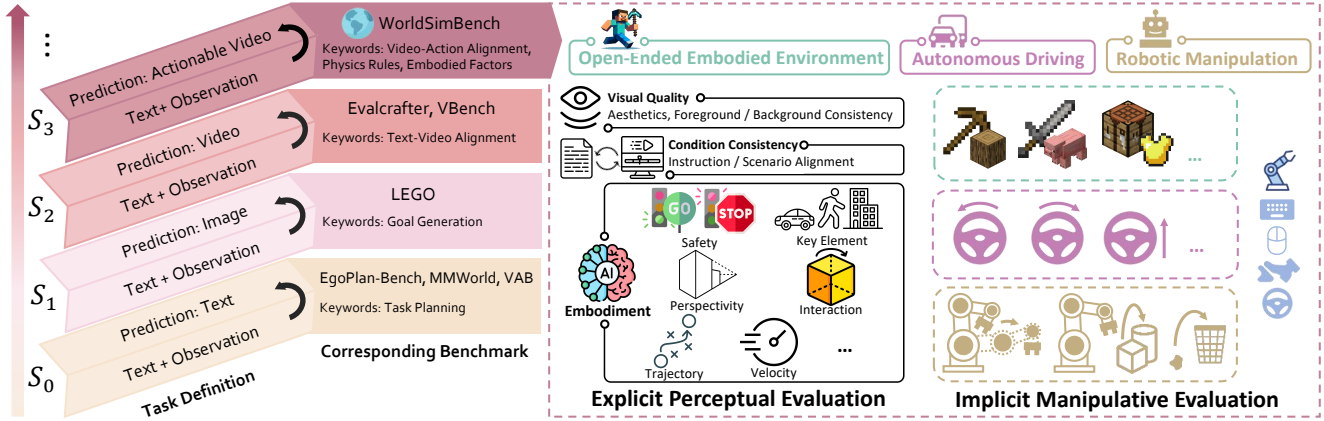 ⋮
S3
Prediction: Actionable Video
Text+ Observation
WorldSimBench
Keywords: Video-Action Alignment,
Physics Rules, Embodied Factors
S2
Prediction: Video
Text + Observation
Evalcrafter, VBench
Keywords: Text-Video Alignment
S1
Prediction: Image
Text + Observation
LEGO
Keywords: Goal Generation
S0
Prediction: Text
Text + Observation
EgoPlan-Bench, MMWorld, VAB
Keywords: Task Planning
Task Definition
Corresponding Benchmark
Open-Ended Embodied Environment
Autonomous Driving
Robotic Manipulation
Visual Quality
Aesthetics, Foreground / Background Consistency
Condition Consistency
Instruction / Scenario Alignment
GO
STOP
Safety
Key Element
AI
Embodiment
Perspectivity
Interaction
Trajectory
Velocity
...
Explicit Perceptual Evaluation
...
...
Implicit Manipulative Evaluation